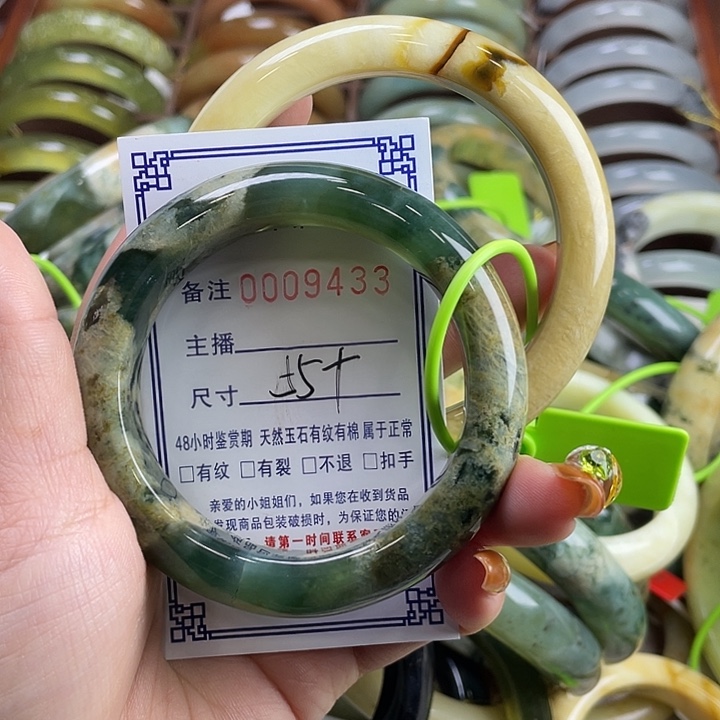 备注 0009433
主播
尺寸 55+
48小时鉴赏期 天然玉石有纹有棉 属于正常
□有纹 □有裂 □不退 □扣手
亲爱的小姐姐们，如果您在收到货品
发现商品包装破损时，为保证您的
请第一时间联系客